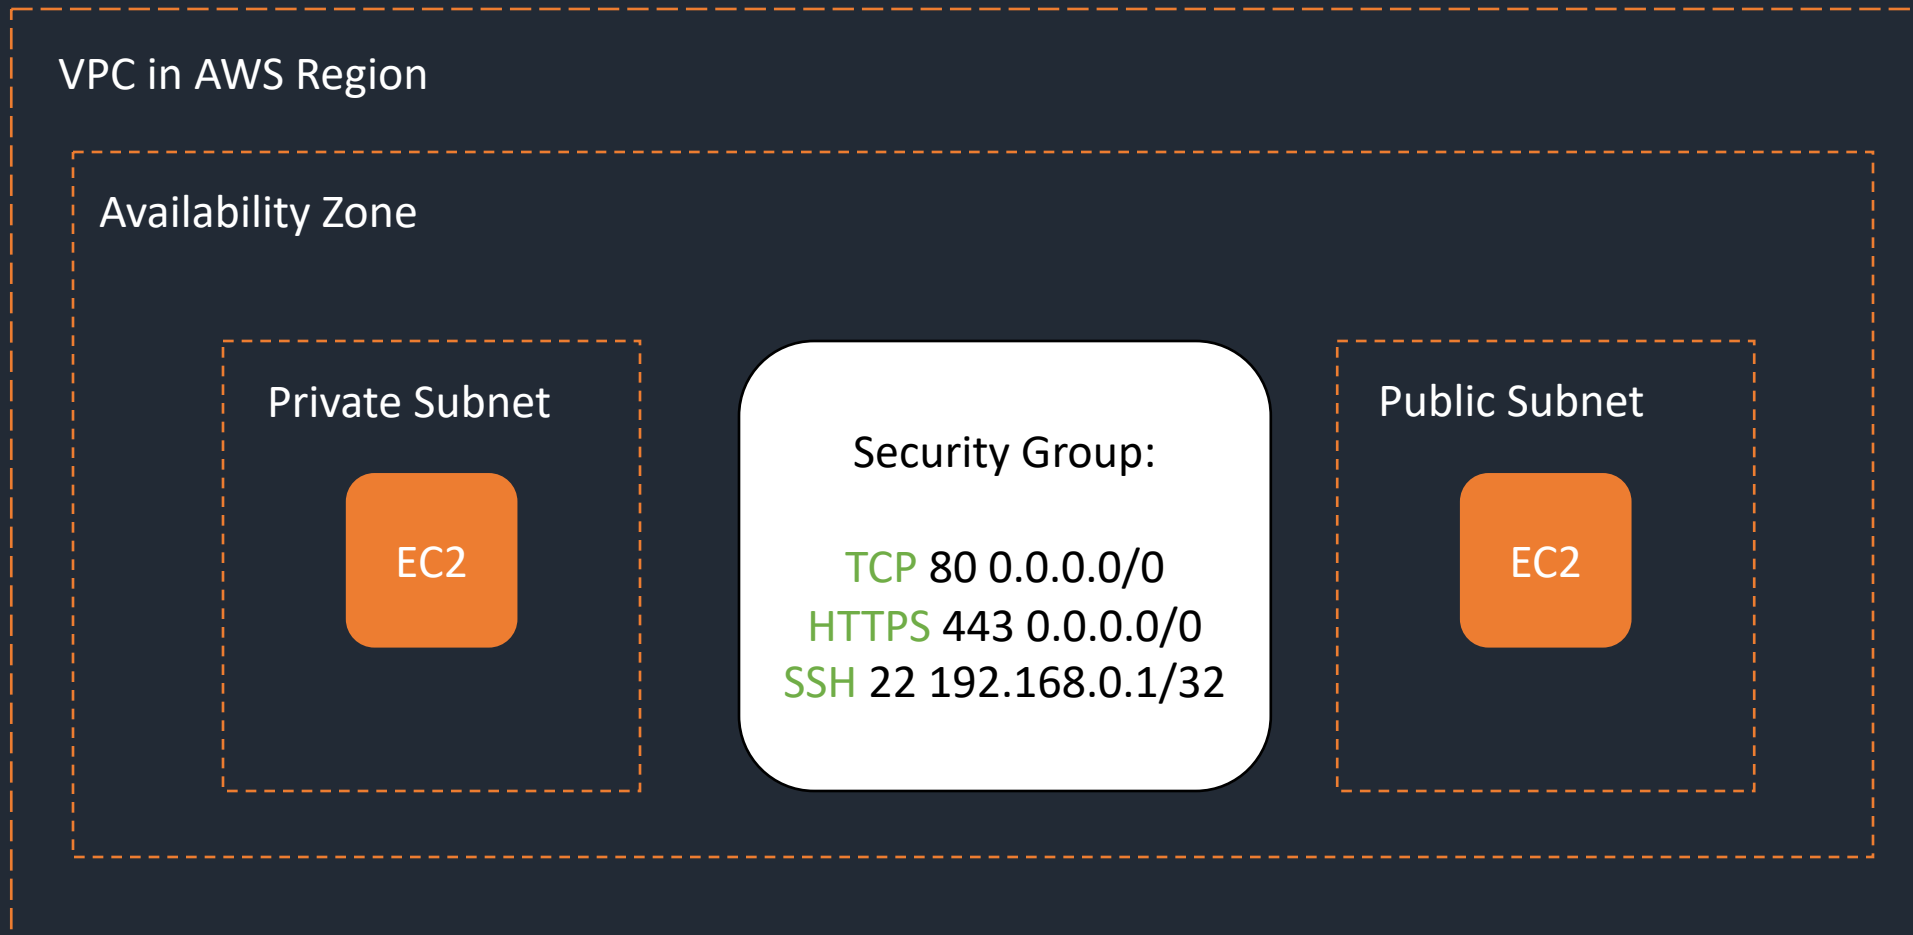 VPC in AWS Region
Availability Zone
Private Subnet
EC2
Security Group:
TCP 80 0.0.0.0/0
HTTPS 443 0.0.0.0/0
SSH 22 192.168.0.1/32
Public Subnet
EC2